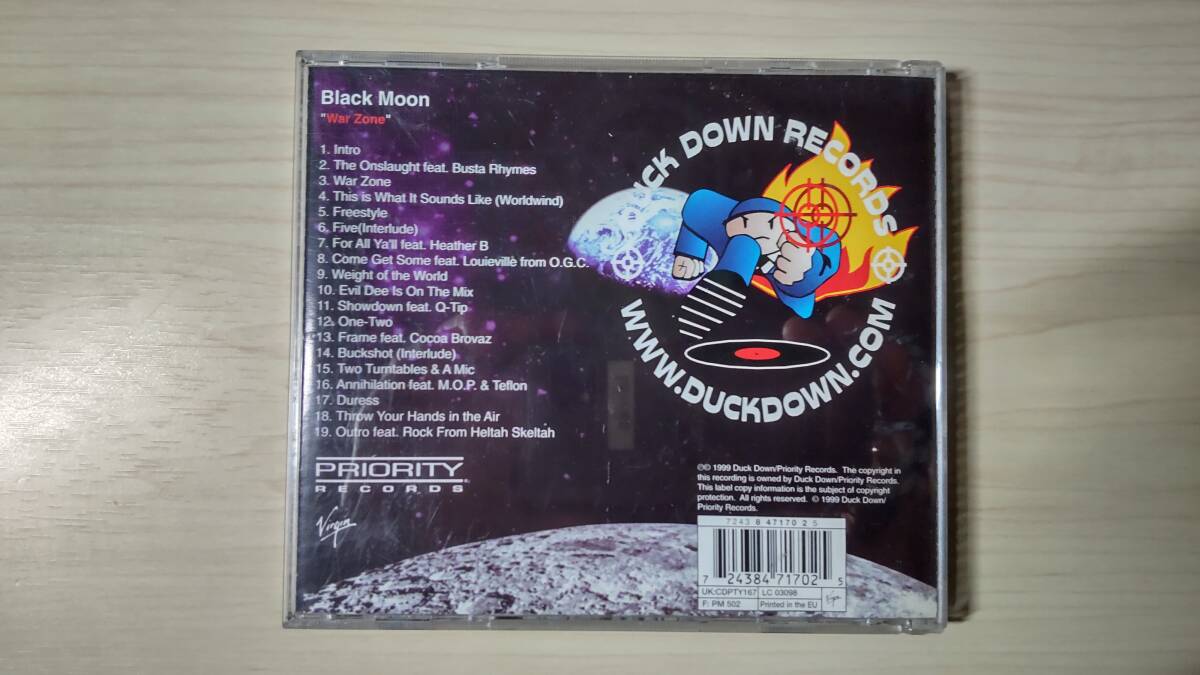 Black Moon
"War Zone"
1. Intro
2. The Onslaught feat. Busta Rhymes
3. War Zone
4. This is What It Sounds Like (Worldwind)
5. Freestyle
6. Five(Interlude)
7. For All Ya'll feat. Heather B
8. Come Get Some feat. Louieville from O.G.C.
9. Weight of the World
10. Evil Dee Is On The Mix
11. Showdown feat. Q-Tip
12. One-Two
13. Frame feat. Cocoa Brovaz
14. Buckshot (Interlude)
15. Two Turntables & A Mic
16. Annihilation feat. M.O.P. & Teflon
17. Duress
18. Throw Your Hands in the Air
19. Outro feat. Rock From Heltah Skeltah
PRIORITY
RECORDS
Virgin
DUCK DOWN RECORDS
WWW.DUCKDOWN.COM
℗© 1999 Duck Down/Priority Records. The copyright in
this recording is owned by Duck Down/Priority Records.
This label copy information is the subject of copyright
protection. All rights reserved. © 1999 Duck Down/
Priority Records.
7243 8 47170 2 5
7 24384 71702 5
UK:CDPTY167 LC 03098
F: PM 502 Printed in the EU Virgin